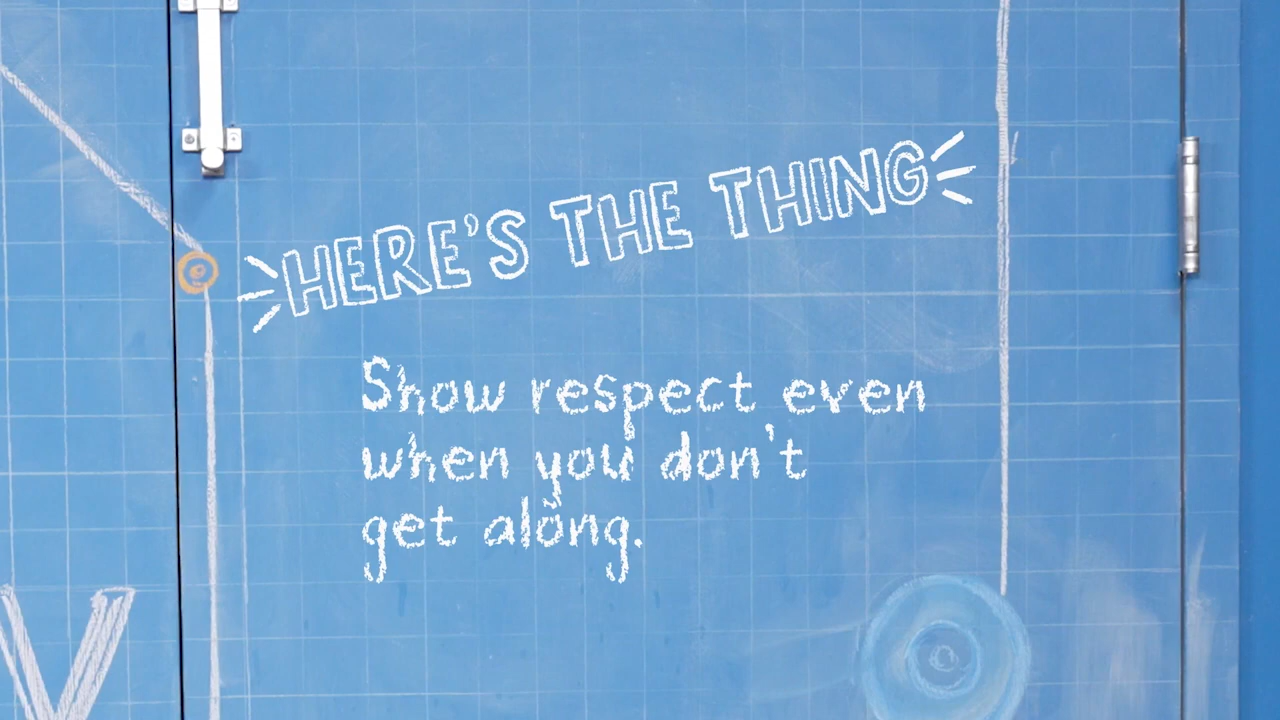 HERE'S THE THING
Show respect even
when you don't
get along.
V